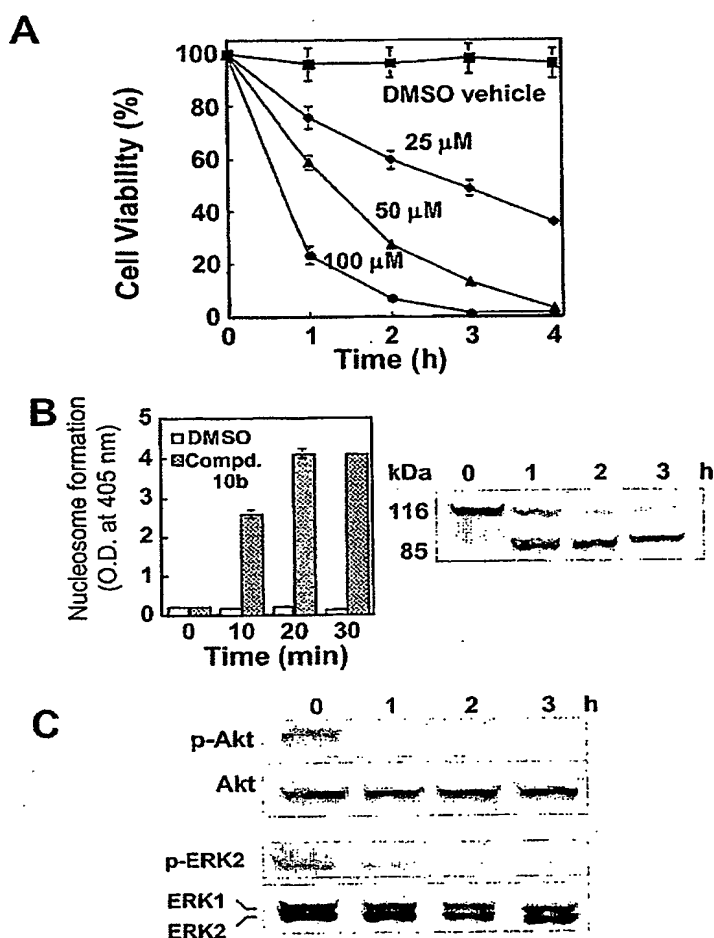 A
Cell Viability (%)
100
80
60
40
20
0
DMSO vehicle
25 µM
50 µM
100 µM
0 1 2 3 4
Time (h)
B
Nucleosome formation
(O.D. at 405 nm)
5
4
3
2
1
0
DMSO
Compd.
10b
0 10 20 30
Time (min)
kDa 0 1 2 3 h
116
85
C
0 1 2 3 h
p-Akt
Akt
p-ERK2
ERK1
ERK2